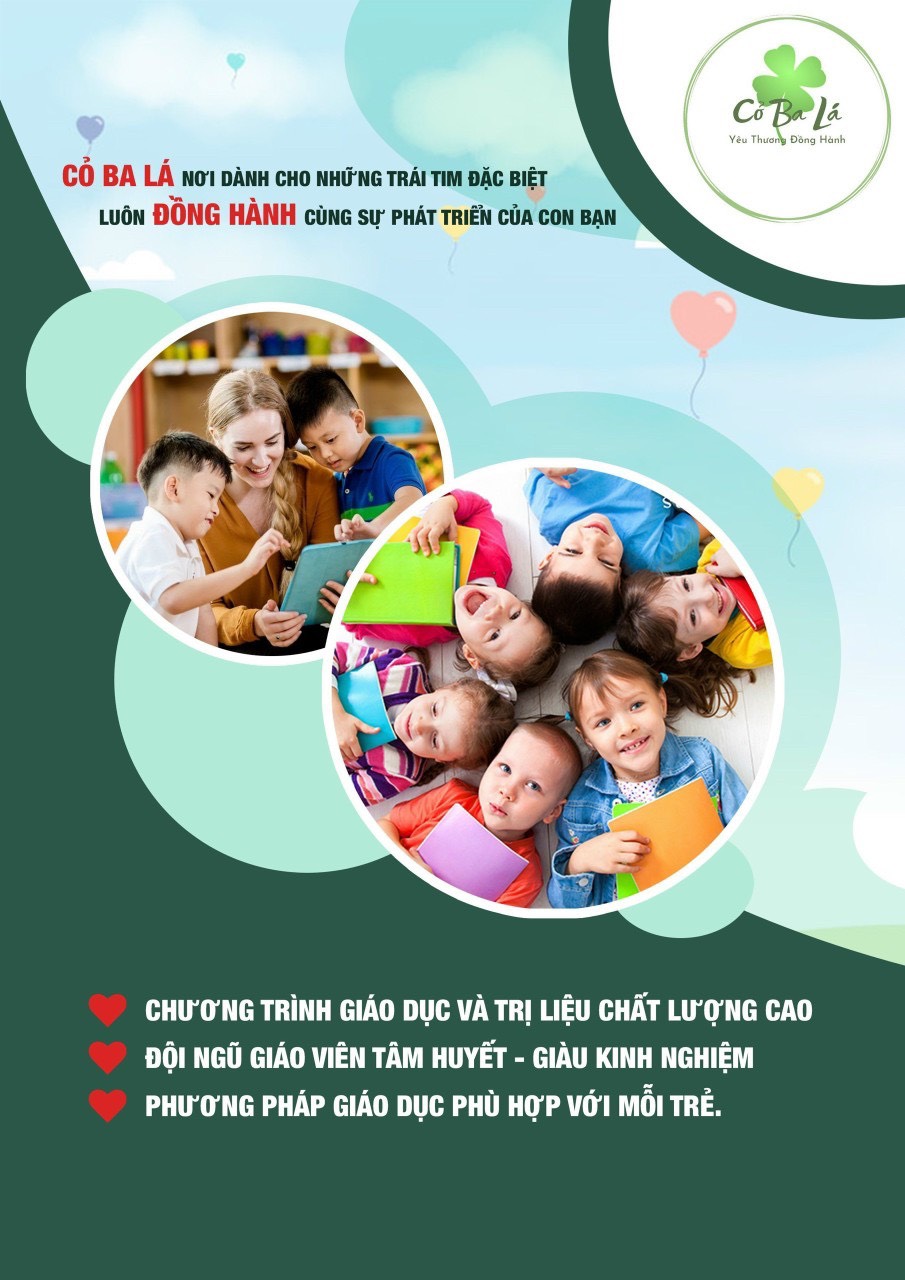 Cỏ Ba Lá
Yêu Thương Đồng Hành
CỎ BA LÁ NƠI DÀNH CHO NHỮNG TRÁI TIM ĐẶC BIỆT
LUÔN ĐỒNG HÀNH CÙNG SỰ PHÁT TRIỂN CỦA CON BẠN
CHƯƠNG TRÌNH GIÁO DỤC VÀ TRỊ LIỆU CHẤT LƯỢNG CAO
ĐỘI NGŨ GIÁO VIÊN TÂM HUYẾT - GIÀU KINH NGHIỆM
PHƯƠNG PHÁP GIÁO DỤC PHÙ HỢP VỚI MỖI TRẺ.